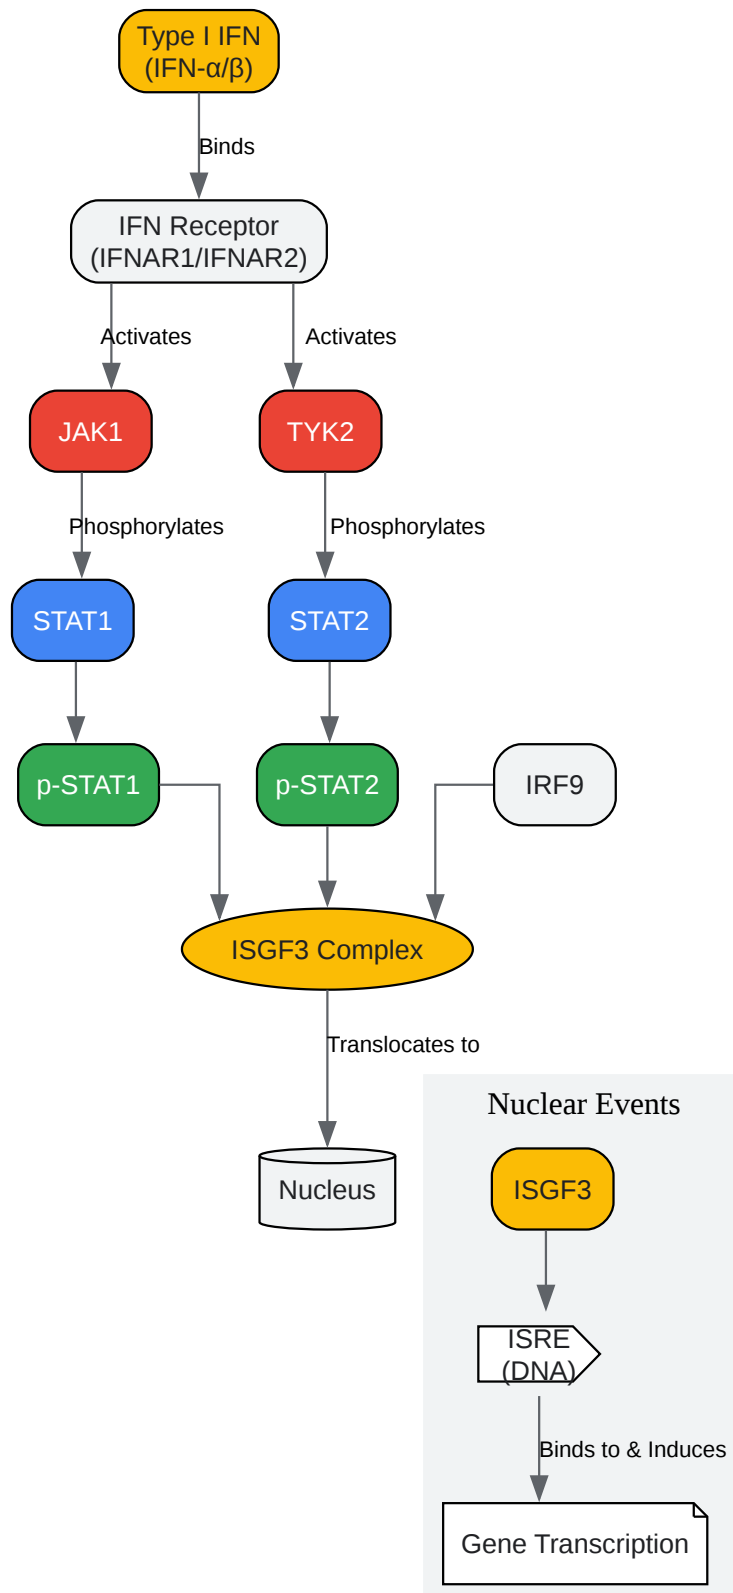 Type I IFN
(IFN-α/β)
Binds
IFN Receptor
(IFNAR1/IFNAR2)
Activates
Activates
JAK1
TYK2
Phosphorylates
Phosphorylates
STAT1
STAT2
p-STAT1
p-STAT2
IRF9
ISGF3 Complex
Translocates to
Nucleus
Nuclear Events
ISGF3
ISRE
(DNA)
Binds to & Induces
Gene Transcription